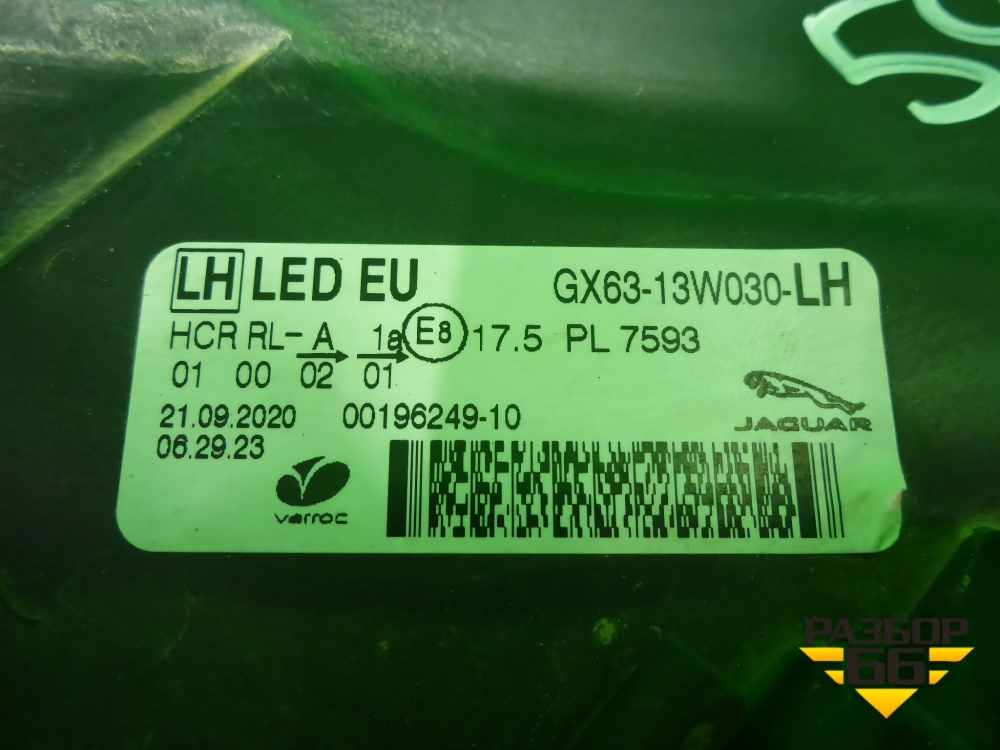 LH LED EU GX63-13W030-LH
HCR RL- A 1a E8 17.5 PL 7593
01 00 02 01
21.09.2020 00196249-10
06.29.23
JAGUAR
varroc
РАЗБОР
66